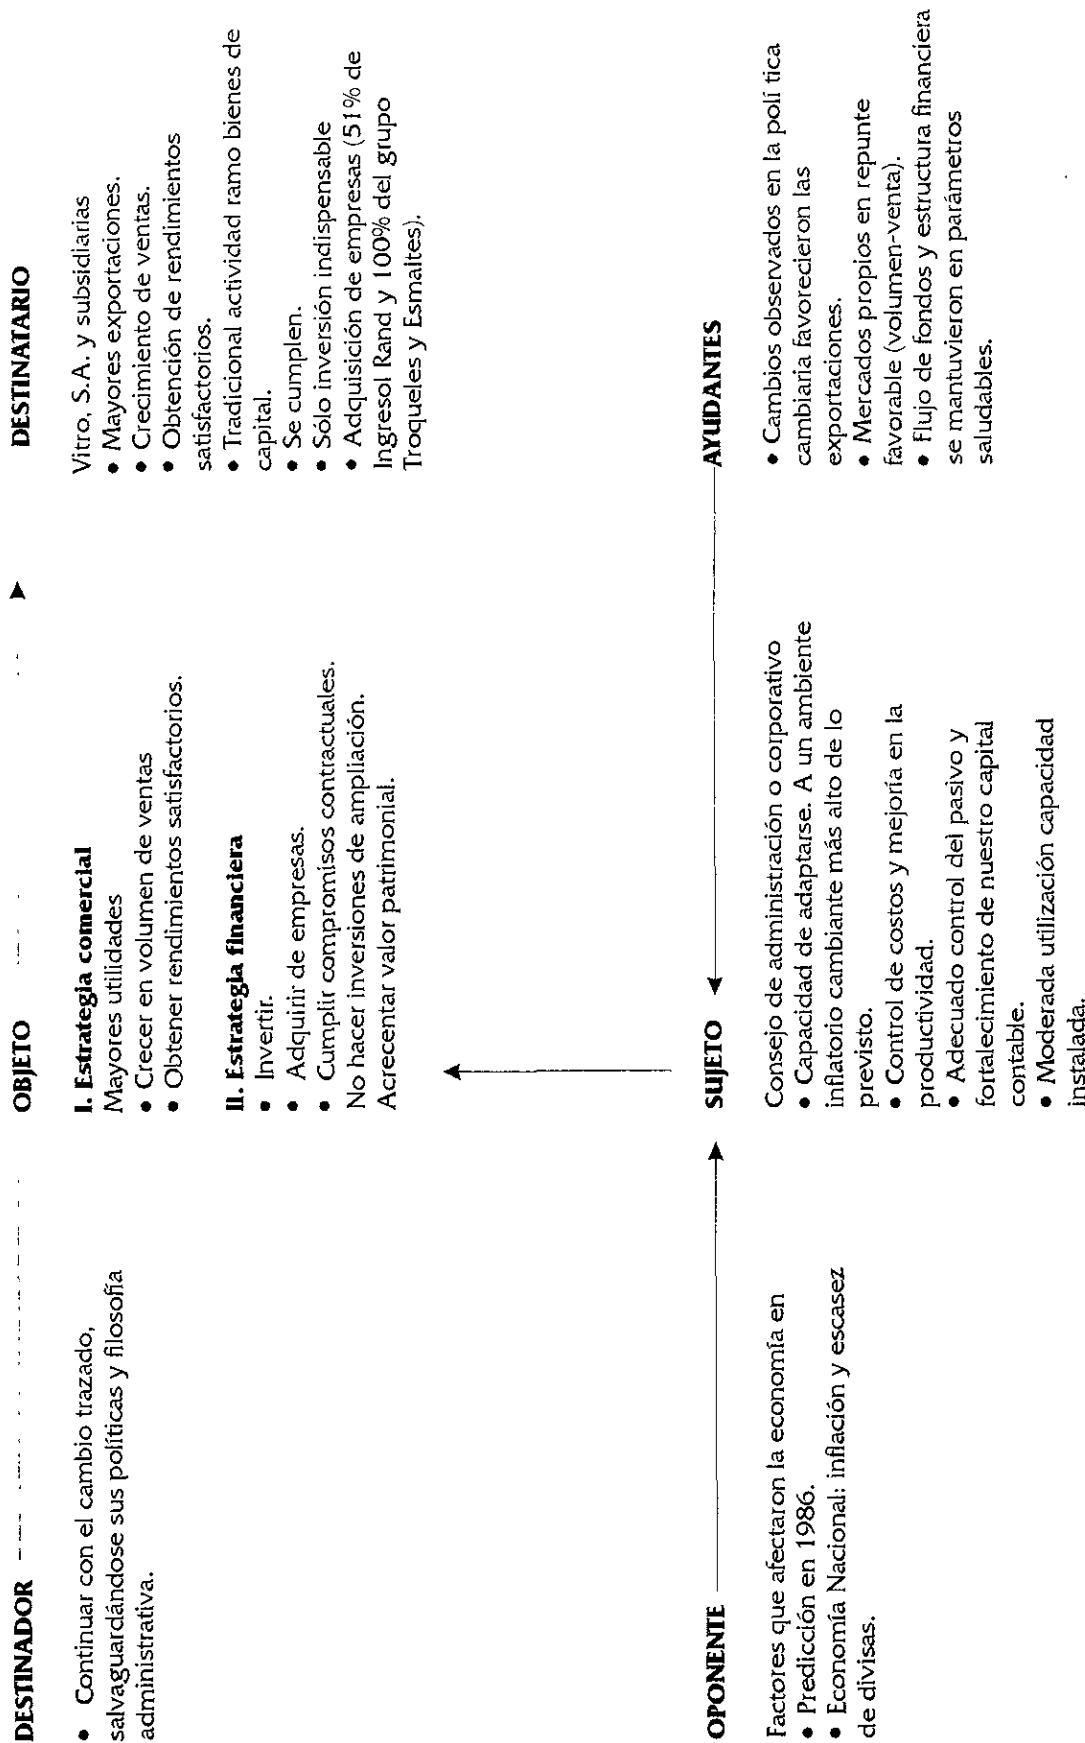 DESTINADOR
• Continuar con el cambio trazado,
salvaguardándose sus políticas y filosofía
administrativa.
OBJETO
I. Estrategia comercial
Mayores utilidades
• Crecer en volumen de ventas
• Obtener rendimientos satisfactorios.
II. Estrategia financiera
• Invertir.
• Adquirir de empresas.
• Cumplir compromisos contractuales.
No hacer inversiones de ampliación.
Acrecentar valor patrimonial.
DESTINATARIO
Vitro, S.A. y subsidiarias
• Mayores exportaciones.
• Crecimiento de ventas.
• Obtención de rendimientos
satisfactorios.
• Tradicional actividad ramo bienes de
capital.
• Se cumplen.
• Sólo inversión indispensable
• Adquisición de empresas (51% de
Ingresol Rand y 100% del grupo
Troqueles y Esmaltes).
OPONENTE
Factores que afectaron la economía en
• Predicción en 1986.
• Economía Nacional: inflación y escasez
de divisas.
SUJETO
Consejo de administración o corporativo
• Capacidad de adaptarse. A un ambiente
inflatorio cambiante más alto de lo
previsto.
• Control de costos y mejoría en la
productividad.
• Adecuado control del pasivo y
fortalecimiento de nuestro capital
contable.
• Moderada utilización capacidad
instalada.
AYUDANTES
• Cambios observados en la polí tica
cambiaria favorecieron las
exportaciones.
• Mercados propios en repunte
favorable (volumen-venta).
• Flujo de fondos y estructura financiera
se mantuvieron en parámetros
saludables.